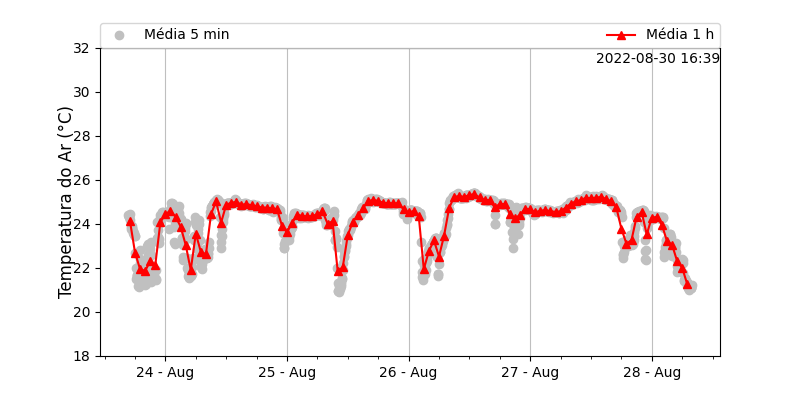 Média 5 min
Média 1 h
2022-08-30 16:39
Temperatura do Ar (°C)
32
30
28
26
24
22
20
18
24 - Aug
25 - Aug
26 - Aug
27 - Aug
28 - Aug